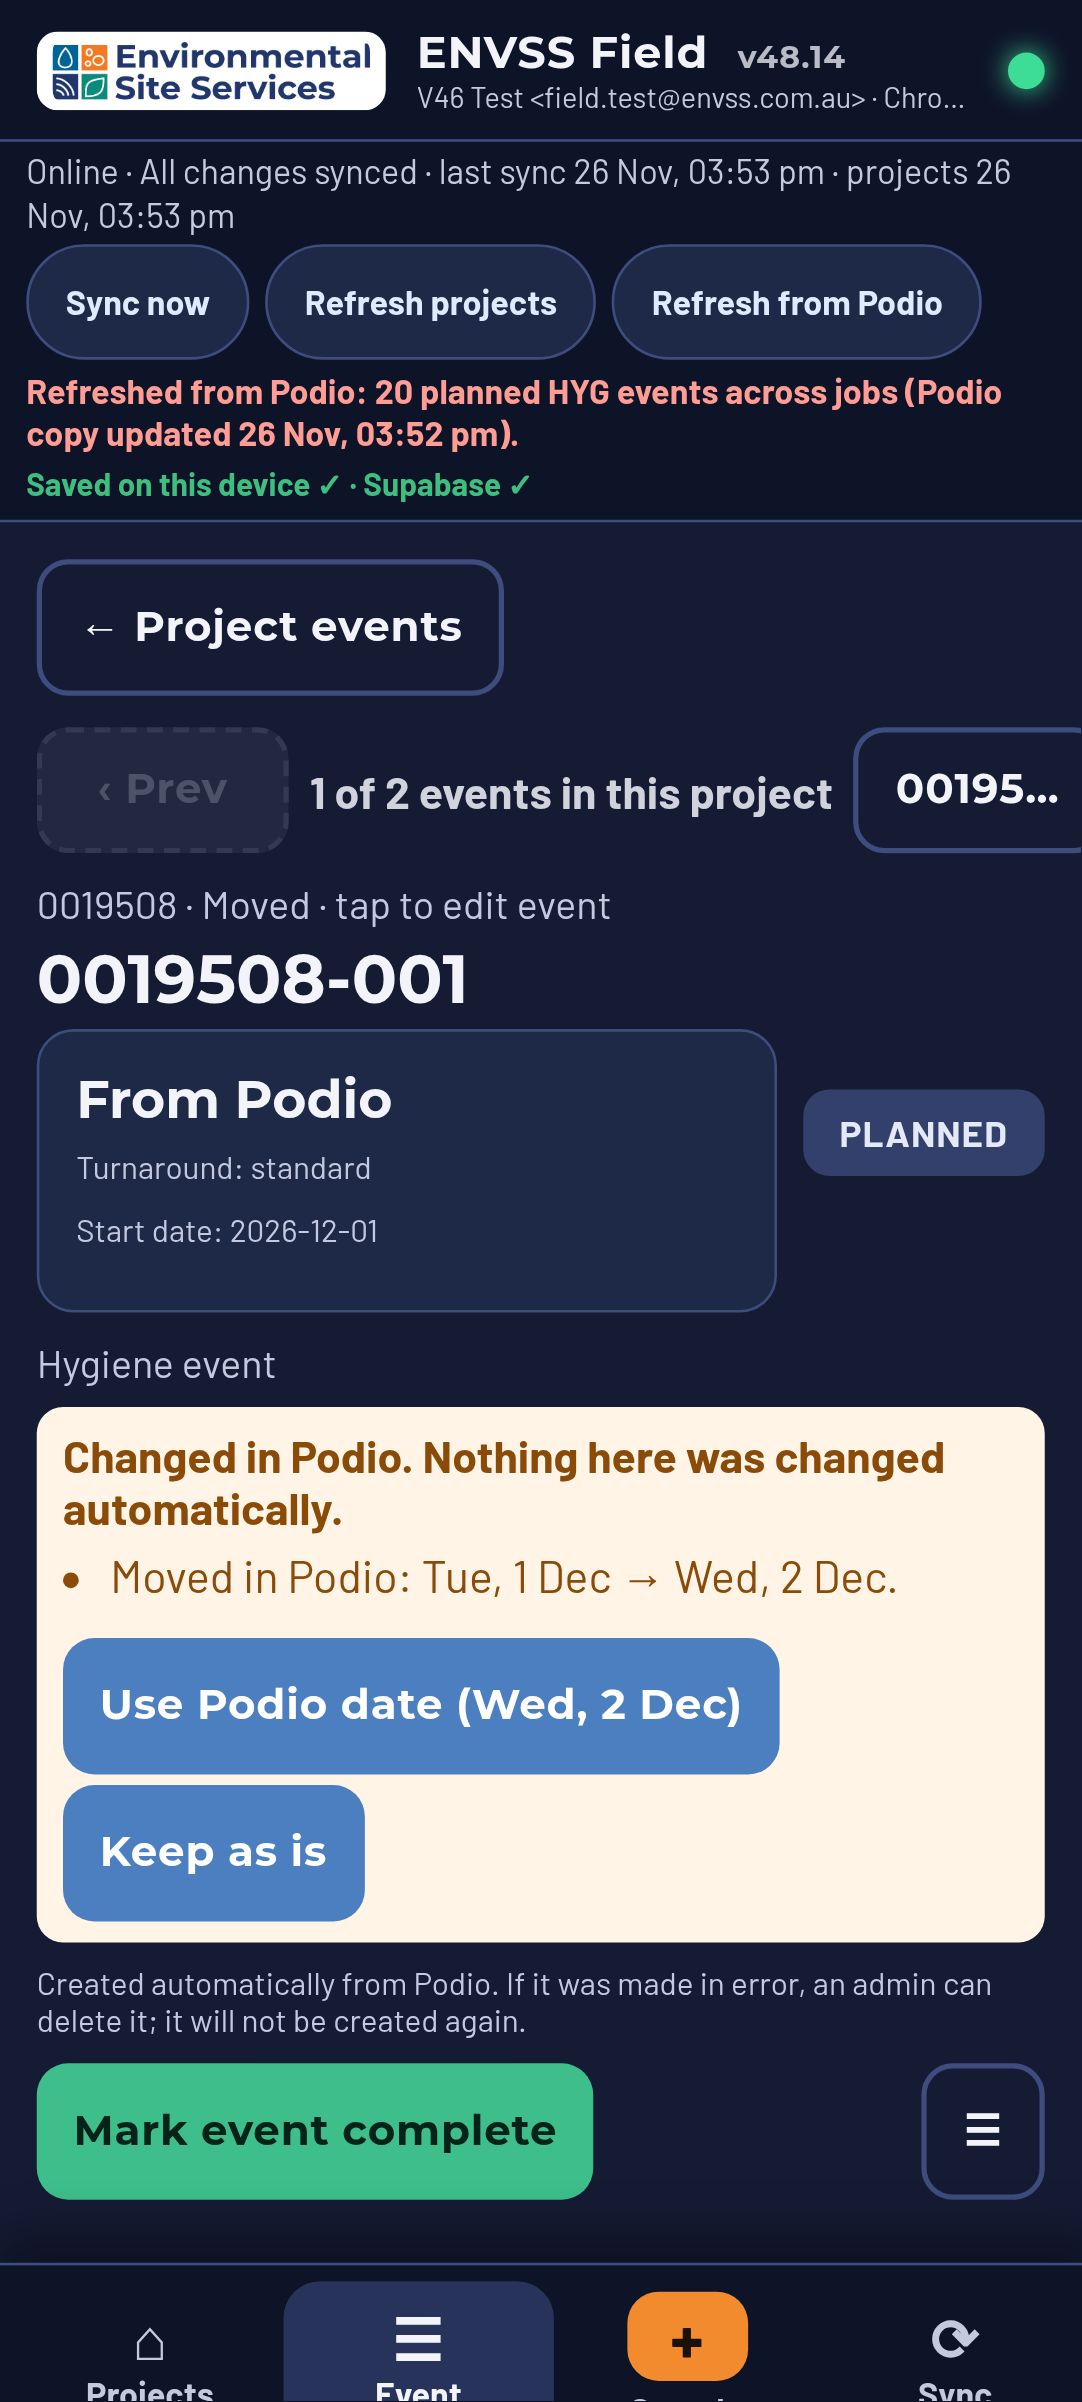 Environmental
Site Services
ENVSS Field v48.14
V46 Test <field.test@envss.com.au> · Chro...
Online · All changes synced · last sync 26 Nov, 03:53 pm · projects 26
Nov, 03:53 pm
Sync now
Refresh projects
Refresh from Podio
Refreshed from Podio: 20 planned HYG events across jobs (Podio
copy updated 26 Nov, 03:52 pm).
Saved on this device ✓ · Supabase ✓
← Project events
‹ Prev
1 of 2 events in this project
00195...
0019508 · Moved · tap to edit event
0019508-001
From Podio
Turnaround: standard
Start date: 2026-12-01
PLANNED
Hygiene event
Changed in Podio. Nothing here was changed
automatically.
• Moved in Podio: Tue, 1 Dec → Wed, 2 Dec.
Use Podio date (Wed, 2 Dec)
Keep as is
Created automatically from Podio. If it was made in error, an admin can
delete it; it will not be created again.
Mark event complete
Projects
Event
Sync